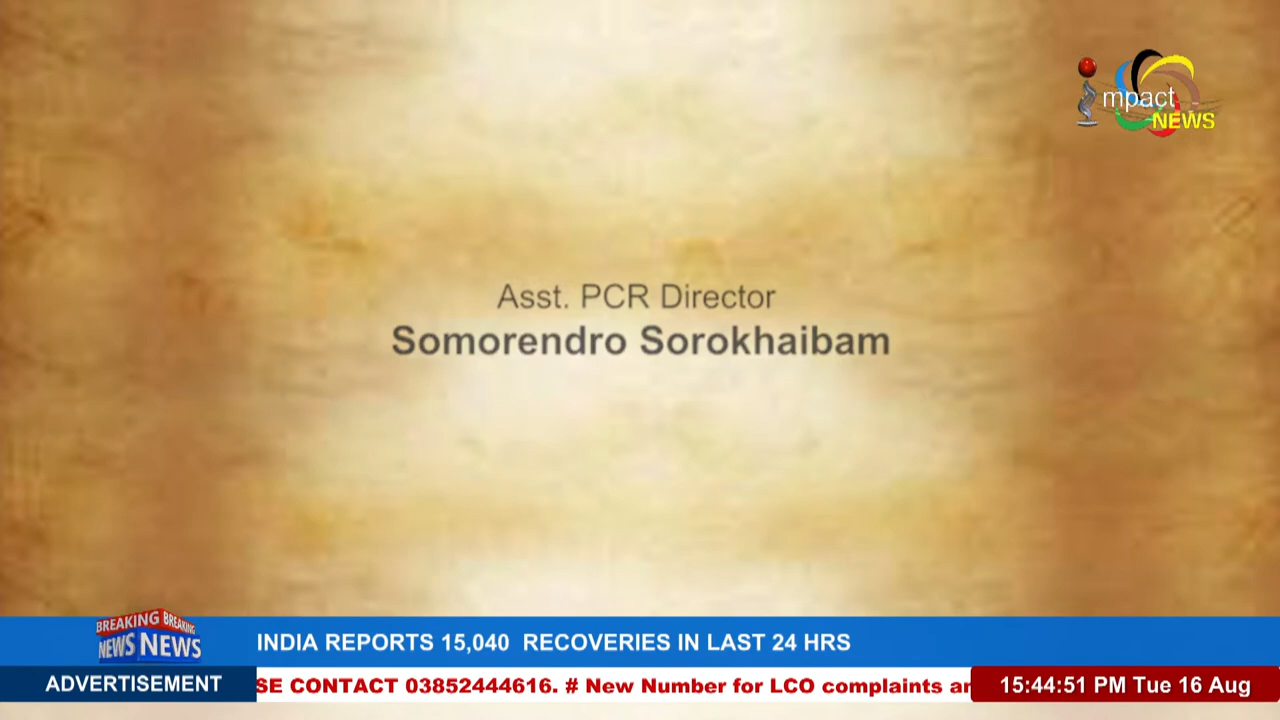 impact
NEWS
Asst. PCR Director
Somorendro Sorokhaibam
BREAKING BREAKING
NEWS NEWS
INDIA REPORTS 15,040 RECOVERIES IN LAST 24 HRS
ADVERTISEMENT
SE CONTACT 03852444616. # New Number for LCO complaints ar
15:44:51 PM Tue 16 Aug